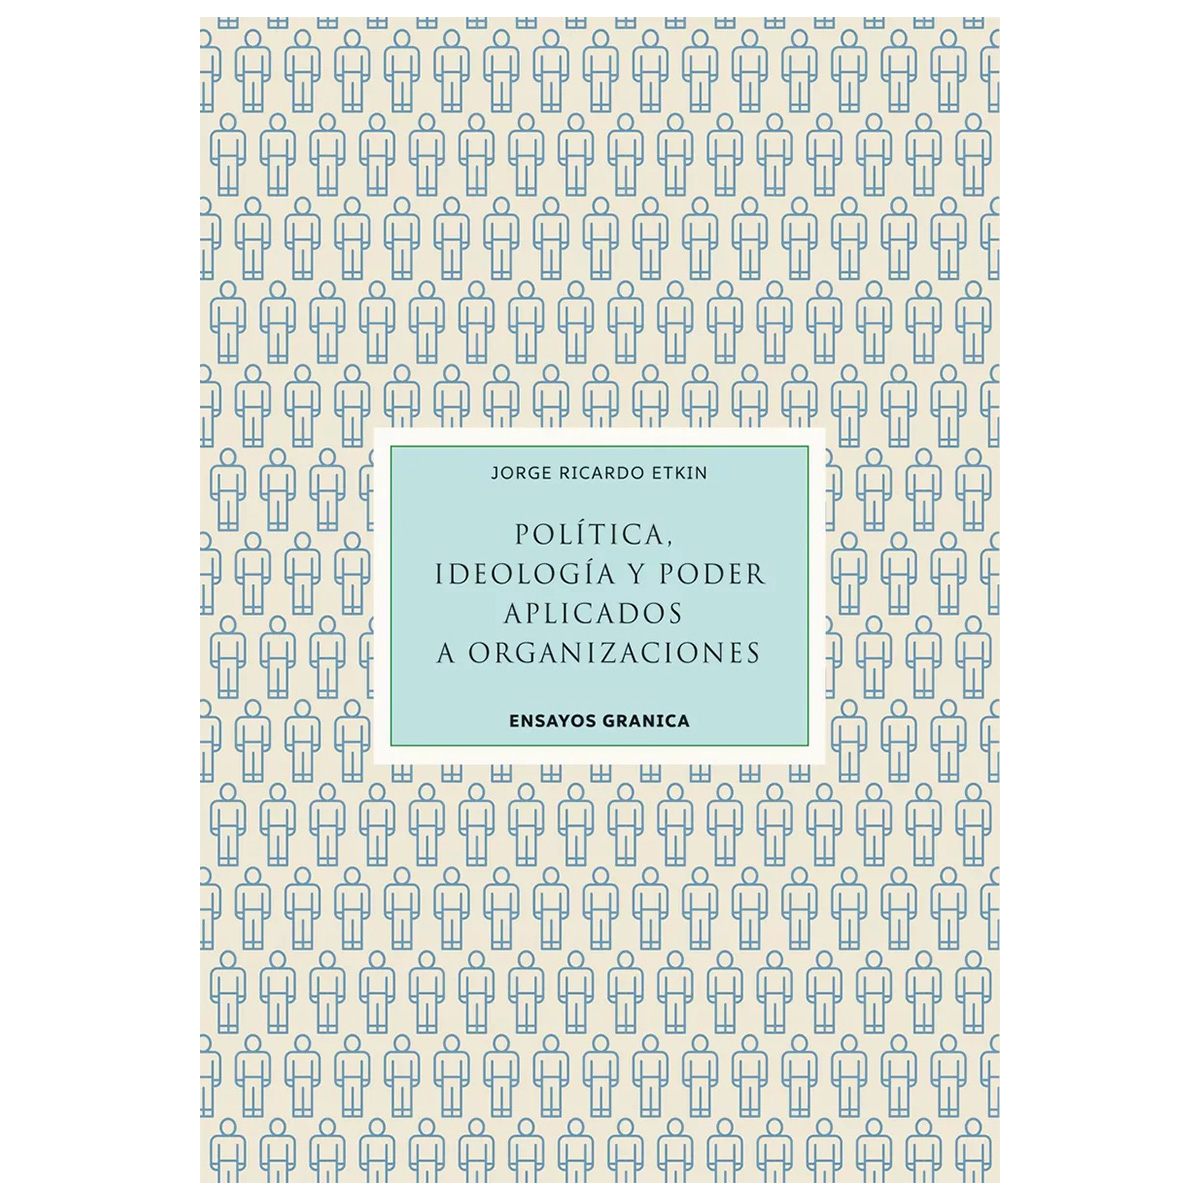 JORGE RICARDO ETKIN
POLÍTICA,
IDEOLOGÍA Y PODER
APLICADOS
A ORGANIZACIONES
ENSAYOS GRANICA